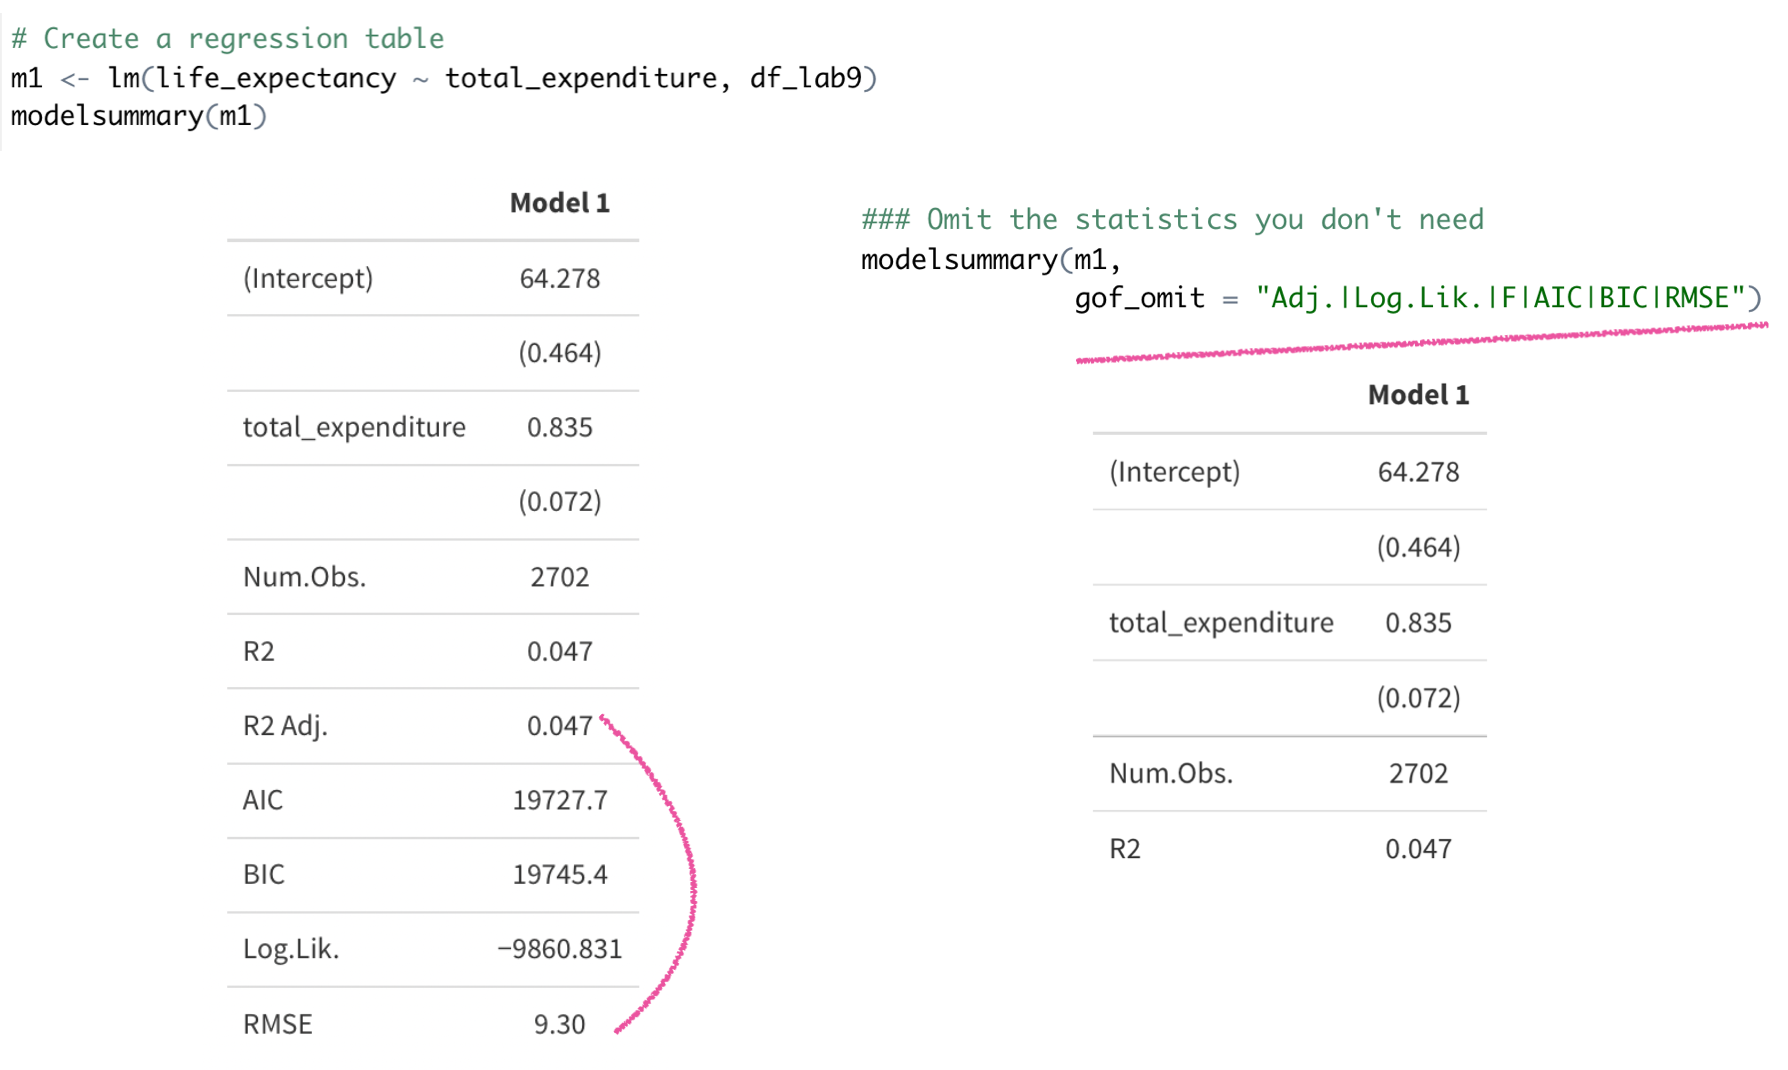 # Create a regression table
m1 <- lm(life_expectancy ~ total_expenditure, df_lab9)
modelsummary(m1)
Model 1
(Intercept) 64.278
(0.464)
total_expenditure 0.835
(0.072)
Num.Obs. 2702
R2 0.047
R2 Adj. 0.047
AIC 19727.7
BIC 19745.4
Log.Lik. −9860.831
RMSE 9.30
### Omit the statistics you don't need
modelsummary(m1,
gof_omit = "Adj.|Log.Lik.|F|AIC|BIC|RMSE")
Model 1
(Intercept) 64.278
(0.464)
total_expenditure 0.835
(0.072)
Num.Obs. 2702
R2 0.047